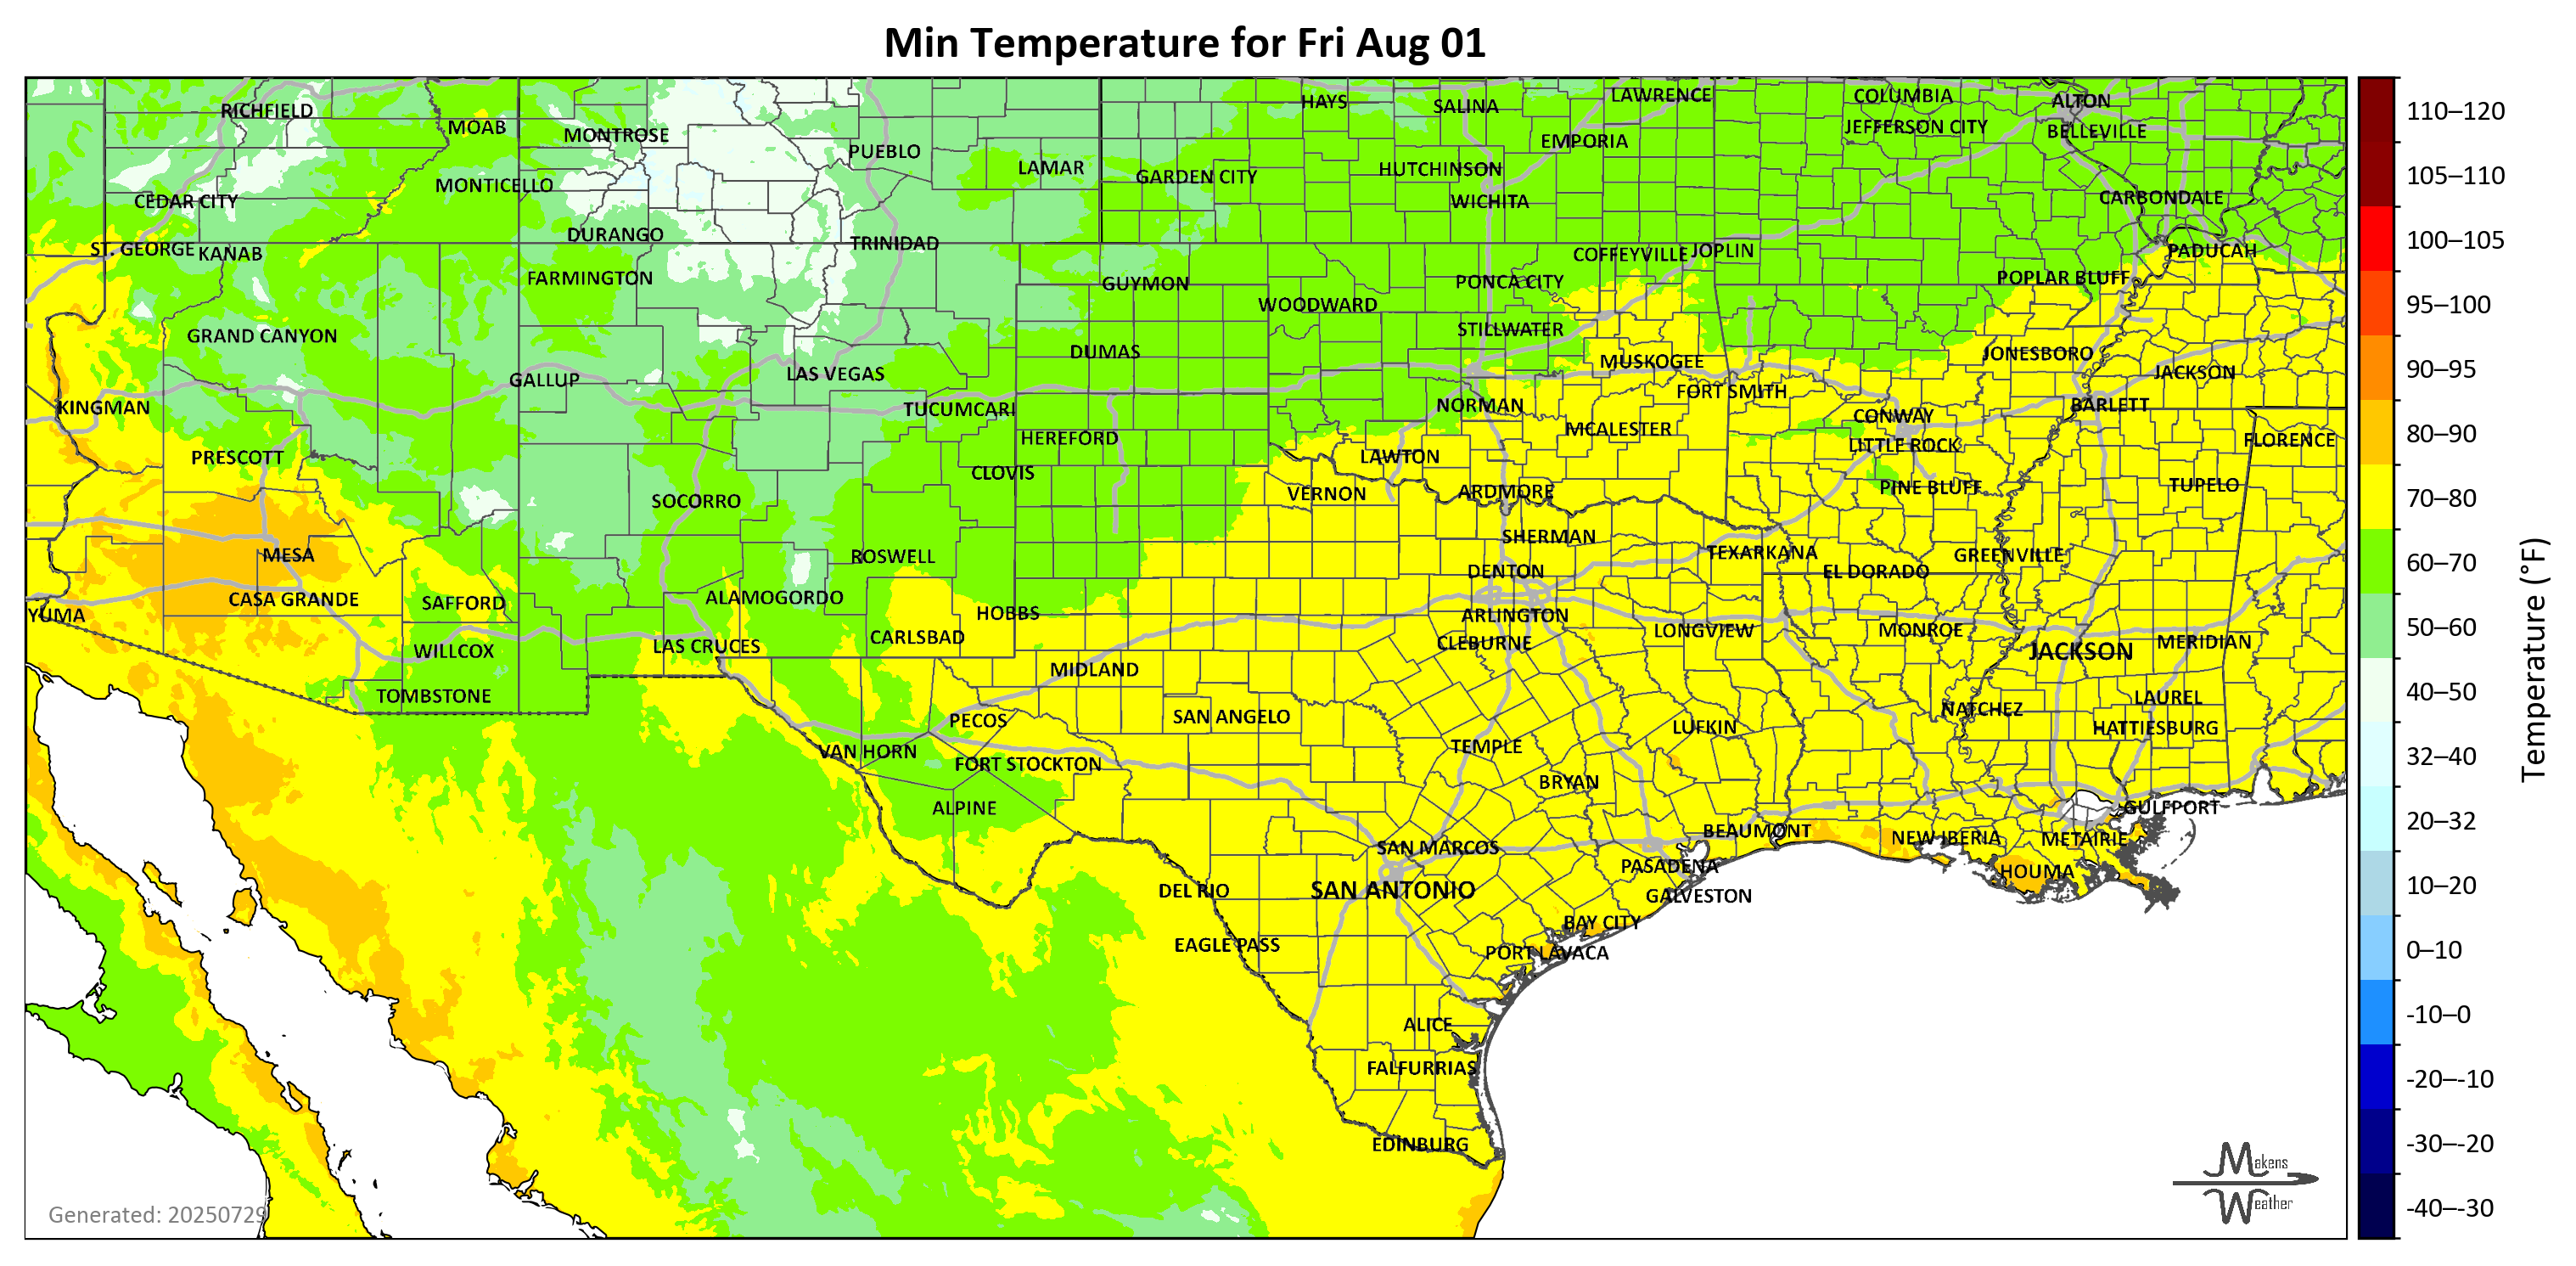 Min Temperature for Fri Aug 01
RICHFIELD
MOAB
MONTROSE
PUEBLO
LAMAR
HAYS
SALINA
LAWRENCE
COLUMBIA
ALTON
EMPORIA
JEFFERSON CITY
BELLEVILLE
MONTICELLO
GARDEN CITY
HUTCHINSON
CEDAR CITY
WICHITA
CARBONDALE
DURANGO
ST. GEORGE
KANAB
TRINIDAD
COFFEYVILLE
JOPLIN
PADUCAH
FARMINGTON
GUYMON
PONCA CITY
POPLAR BLUFF
WOODWARD
GRAND CANYON
STILLWATER
DUMAS
MUSKOGEE
JONESBORO
GALLUP
LAS VEGAS
JACKSON
FORT SMITH
KINGMAN
TUCUMCARI
NORMAN
CONWAY
BARLETT
HEREFORD
MCALESTER
LITTLE ROCK
FLORENCE
PRESCOTT
CLOVIS
LAWTON
SOCORRO
VERNON
ARDMORE
PINE BLUFF
TUPELO
MESA
ROSWELL
SHERMAN
TEXARKANA
GREENVILLE
DENTON
EL DORADO
CASA GRANDE
SAFFORD
ALAMOGORDO
HOBBS
YUMA
ARLINGTON
CARLSBAD
CLEBURNE
LONGVIEW
MONROE
MERIDIAN
WILLCOX
LAS CRUCES
JACKSON
MIDLAND
TOMBSTONE
LAUREL
PECOS
SAN ANGELO
LUFKIN
NATCHEZ
HATTIESBURG
VAN HORN
TEMPLE
FORT STOCKTON
BRYAN
ALPINE
GULFPORT
BEAUMONT
NEW IBERIA
METAIRIE
SAN MARCOS
PASADENA
HOUMA
DEL RIO
SAN ANTONIO
GALVESTON
BAY CITY
EAGLE PASS
PORT LAVACA
ALICE
FALFURRIAS
EDINBURG
Generated: 20250729
Makens
Weather
110–120
105–110
100–105
95–100
90–95
80–90
70–80
60–70
50–60
40–50
32–40
20–32
10–20
0–10
-10–0
-20–-10
-30–-20
-40–-30
Temperature (°F)